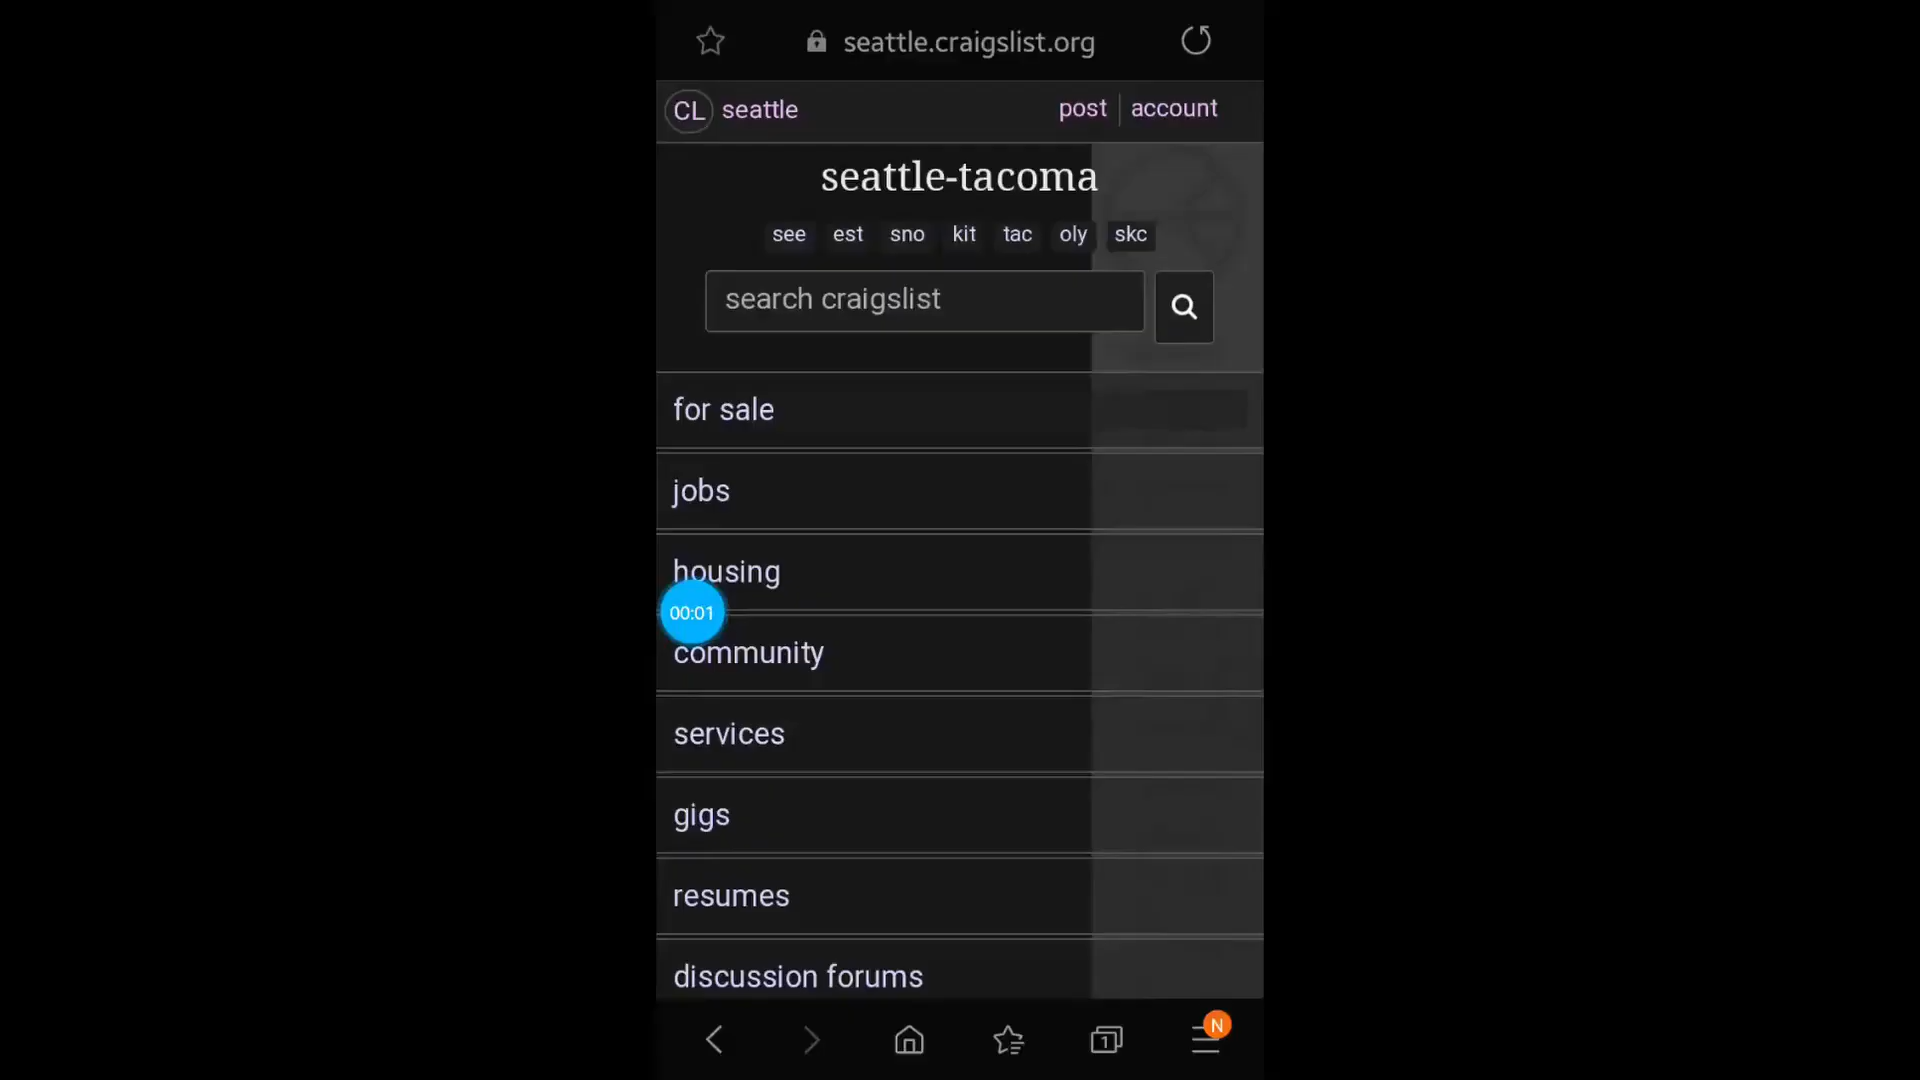 seattle.craigslist.org
CL seattle post account
seattle-tacoma
see est sno kit tac oly skc
search craigslist
for sale
jobs
housing
00:01
community
services
gigs
resumes
discussion forums
1 N